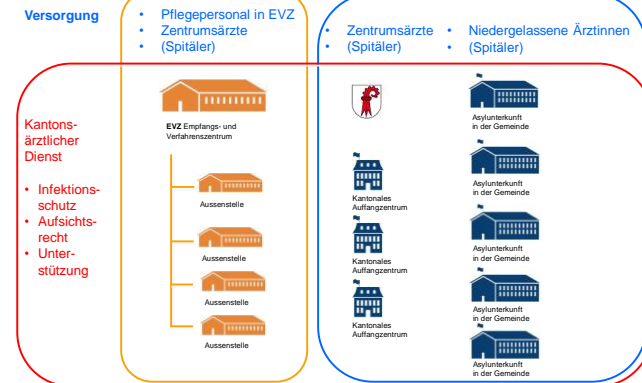 Versorgung
• Pflegepersonal in EVZ
• Zentrumsärzte
• (Spitäler)
• Zentrumsärzte
• (Spitäler)
• Niedergelassene Ärztinnen
• (Spitäler)
Kantons-
ärztlicher
Dienst
• Infektions-
schutz
• Aufsichts-
recht
• Unter-
stützung
EVZ Empfangs- und
Verfahrenszentrum
Aussenstelle
Aussenstelle
Aussenstelle
Aussenstelle
Kantonales
Auffangzentrum
Kantonales
Auffangzentrum
Kantonales
Auffangzentrum
Asylunterkunft
in der Gemeinde
Asylunterkunft
in der Gemeinde
Asylunterkunft
in der Gemeinde
Asylunterkunft
in der Gemeinde
Asylunterkunft
in der Gemeinde